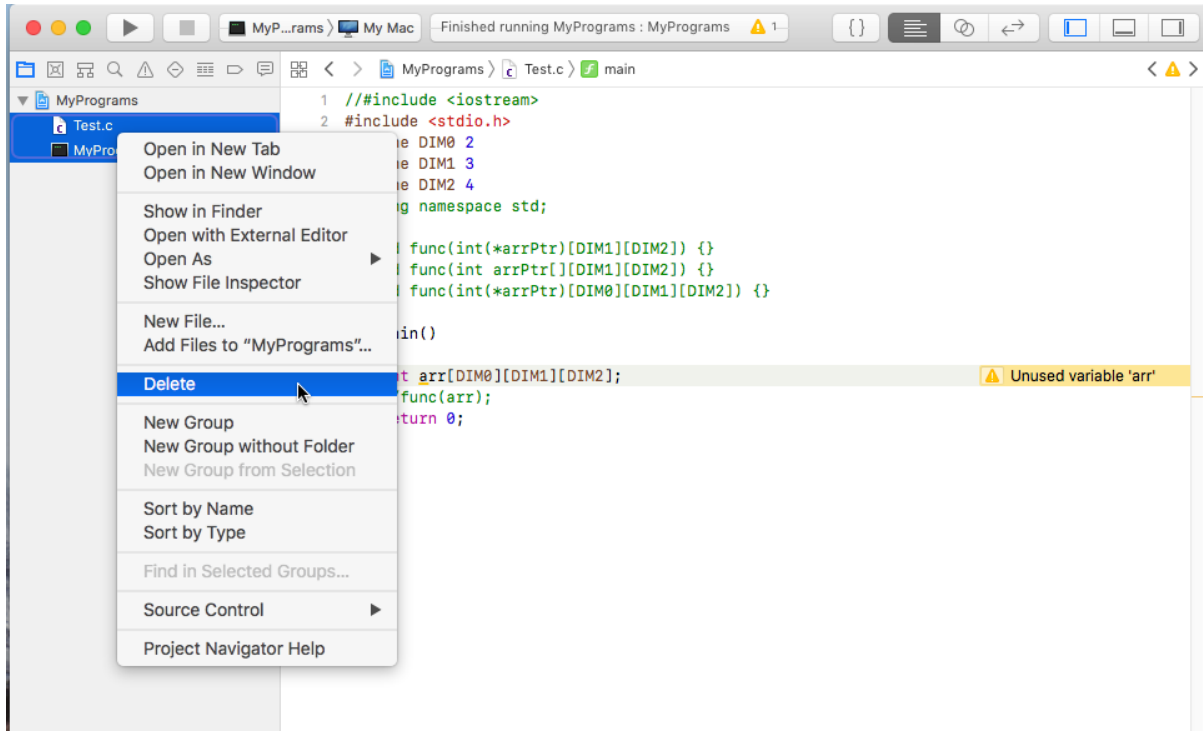 MyP...rams 〉 My Mac
Finished running MyPrograms : MyPrograms
1
{}
MyPrograms 〉 Test.c 〉 main
MyPrograms
Test.c
MyPro
Open in New Tab
Open in New Window
Show in Finder
Open with External Editor
Open As
Show File Inspector
New File...
Add Files to “MyPrograms”...
Delete
New Group
New Group without Folder
New Group from Selection
Sort by Name
Sort by Type
Find in Selected Groups...
Source Control
Project Navigator Help
1 //#include <iostream>
2 #include <stdio.h>
e DIM0 2
e DIM1 3
e DIM2 4
g namespace std;
func(int(*arrPtr)[DIM1][DIM2]) {}
func(int arrPtr[][DIM1][DIM2]) {}
func(int(*arrPtr)[DIM0][DIM1][DIM2]) {}
in()
t arr[DIM0][DIM1][DIM2];
Unused variable 'arr'
func(arr);
turn 0;